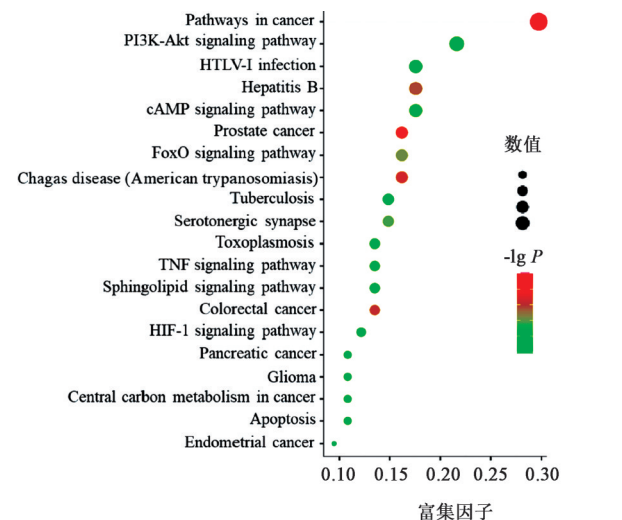 Pathways in cancer
PI3K-Akt signaling pathway
HTLV-I infection
Hepatitis B
cAMP signaling pathway
Prostate cancer
FoxO signaling pathway
Chagas disease (American trypanosomiasis)
Tuberculosis
Serotonergic synapse
Toxoplasmosis
TNF signaling pathway
Sphingolipid signaling pathway
Colorectal cancer
HIF-1 signaling pathway
Pancreatic cancer
Glioma
Central carbon metabolism in cancer
Apoptosis
Endometrial cancer
数值
-lg P
0.10 0.15 0.20 0.25 0.30
富集因子